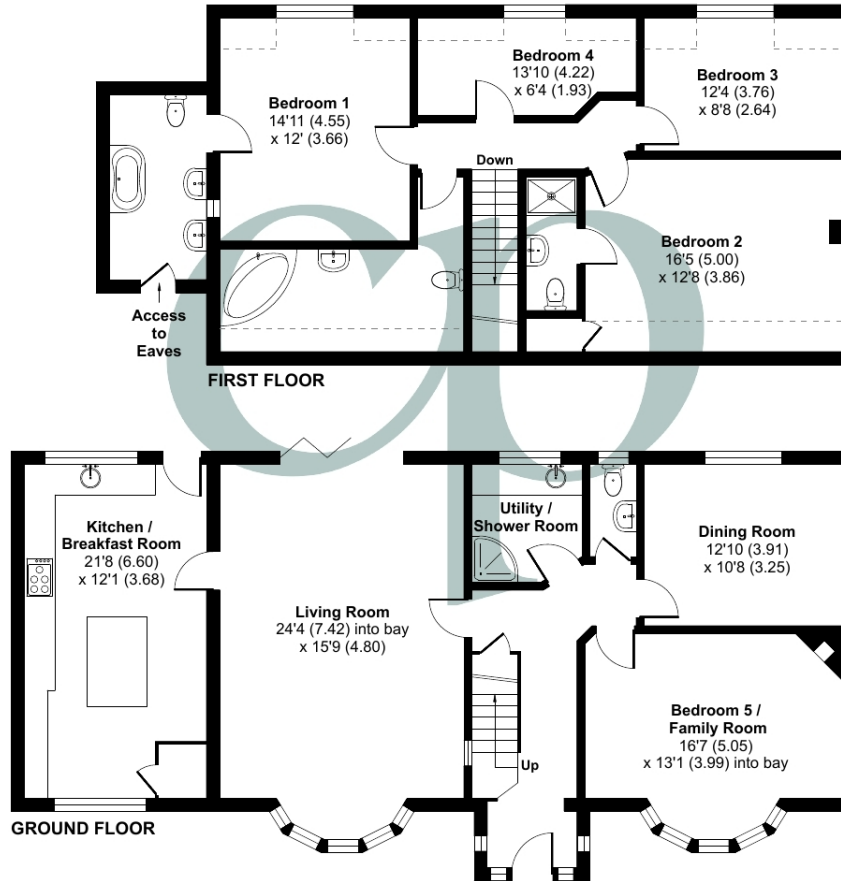 Bedroom 1
14'11 (4.55)
x 12' (3.66)
Bedroom 4
13'10 (4.22)
x 6'4 (1.93)
Bedroom 3
12'4 (3.76)
x 8'8 (2.64)
Down
Bedroom 2
16'5 (5.00)
x 12'8 (3.86)
Access
to
Eaves
FIRST FLOOR
cp
Kitchen /
Breakfast Room
21'8 (6.60)
x 12'1 (3.68)
Living Room
24'4 (7.42) into bay
x 15'9 (4.80)
Utility /
Shower Room
Dining Room
12'10 (3.91)
x 10'8 (3.25)
Bedroom 5 /
Family Room
16'7 (5.05)
x 13'1 (3.99) into bay
Up
GROUND FLOOR